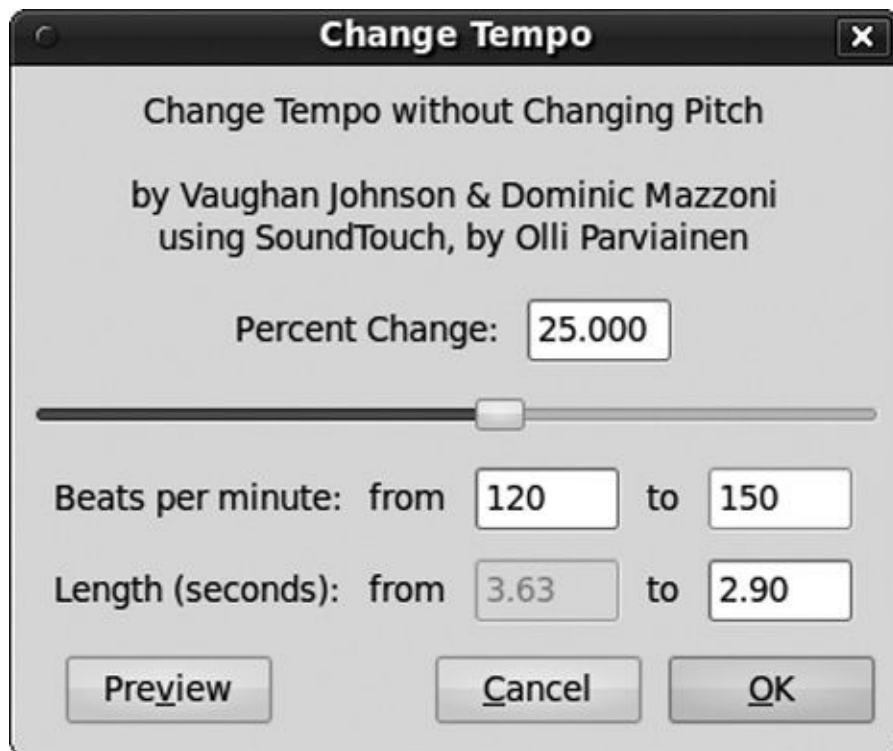 Change Tempo
Change Tempo without Changing Pitch
by Vaughan Johnson & Dominic Mazzoni
using SoundTouch, by Olli Parviainen
Percent Change: 25.000
Beats per minute: from 120 to 150
Length (seconds): from 3.63 to 2.90
Preview Cancel OK